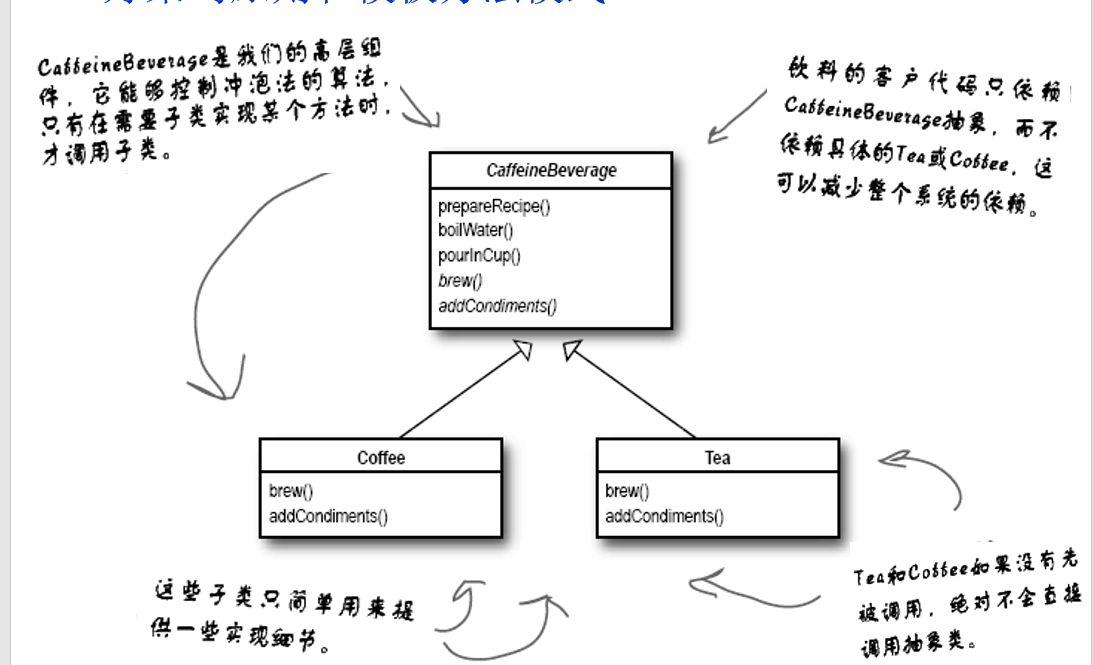 CaffeineBeverage是我们的高层组
件，它能够控制冲泡法的算法，
只有在需要子类实现某个方法时，
才调用子类。
饮料的客户代码只依赖
CaffeineBeverage抽象，而不
依赖具体的Tea或Coffee，这
可以减少整个系统的依赖。
CaffeineBeverage
prepareRecipe()
boilWater()
pourInCup()
brew()
addCondiments()
Coffee
brew()
addCondiments()
Tea
brew()
addCondiments()
这些子类只简单用来提
供一些实现细节。
Tea和Coffee如果没有先
被调用，绝对不会直接
调用抽象类。